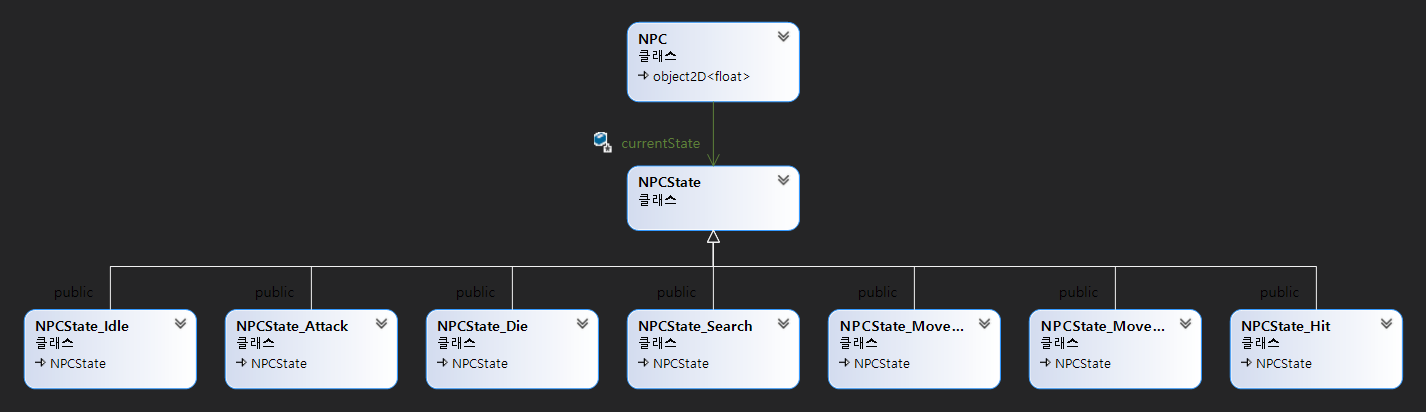 NPC
클래스
object2D<float>
currentState
NPCState
클래스
public
public
public
public
public
public
public
NPCState_Idle
클래스
NPCState
NPCState_Attack
클래스
NPCState
NPCState_Die
클래스
NPCState
NPCState_Search
클래스
NPCState
NPCState_Move...
클래스
NPCState
NPCState_Move...
클래스
NPCState
NPCState_Hit
클래스
NPCState